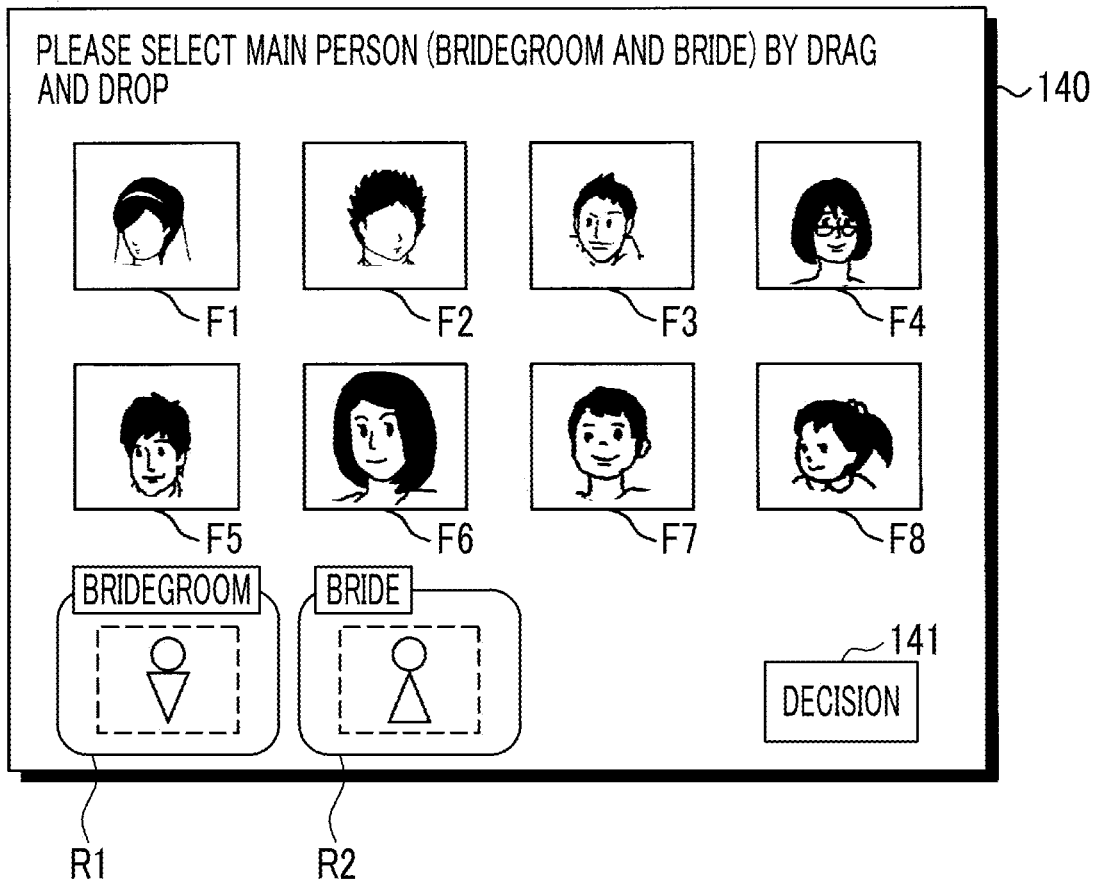 PLEASE SELECT MAIN PERSON (BRIDEGROOM AND BRIDE) BY DRAG
AND DROP
140
F1
F2
F3
F4
F5
F6
F7
F8
BRIDEGROOM
BRIDE
141
DECISION
R1
R2